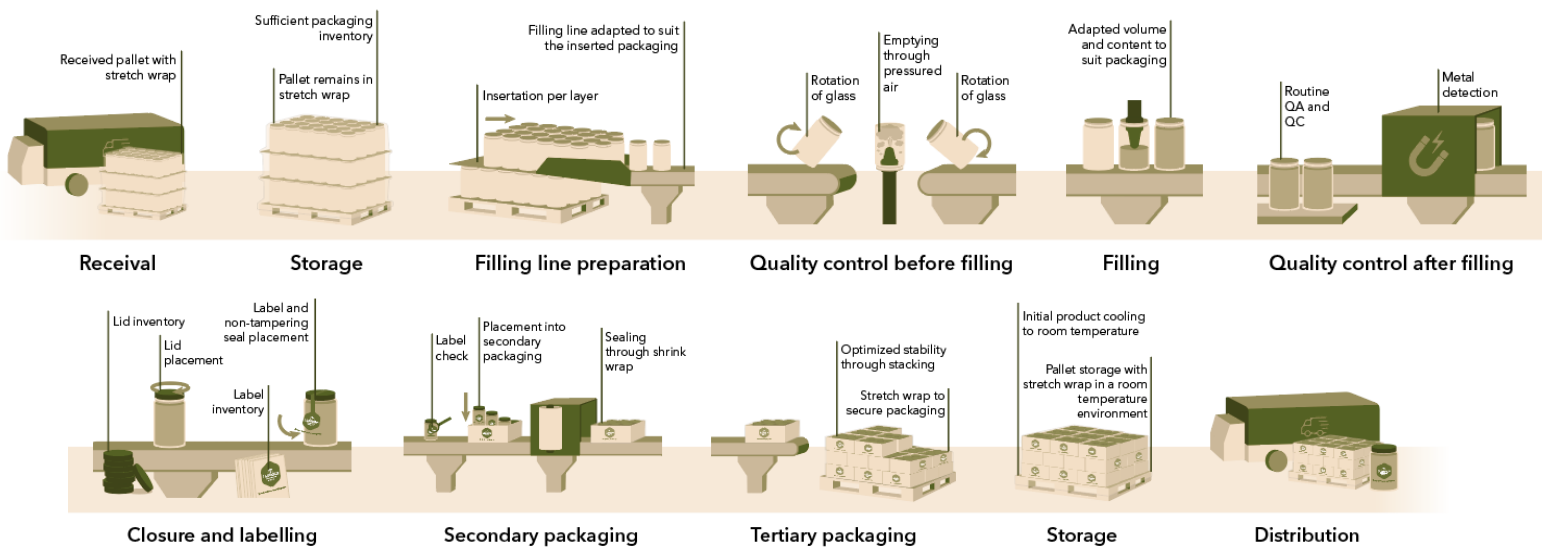 Received pallet with
stretch wrap
Sufficient packaging
inventory
Pallet remains in
stretch wrap
Filling line adapted to suit
the inserted packaging
Insertation per layer
Rotation
of glass
Emptying
through
pressured
air
Rotation
of glass
Adapted volume
and content to
suit packaging
Routine
QA and
QC
Metal
detection
Receival
Storage
Filling line preparation
Quality control before filling
Filling
Quality control after filling
Lid inventory
Lid
placement
Label and
non-tampering
seal placement
Label
inventory
Label
check
Placement into
secondary
packaging
Sealing
through shrink
wrap
Optimized stability
through stacking
Stretch wrap to
secure packaging
Initial product cooling
to room temperature
Pallet storage with
stretch wrap in a room
temperature
environment
Closure and labelling
Secondary packaging
Tertiary packaging
Storage
Distribution